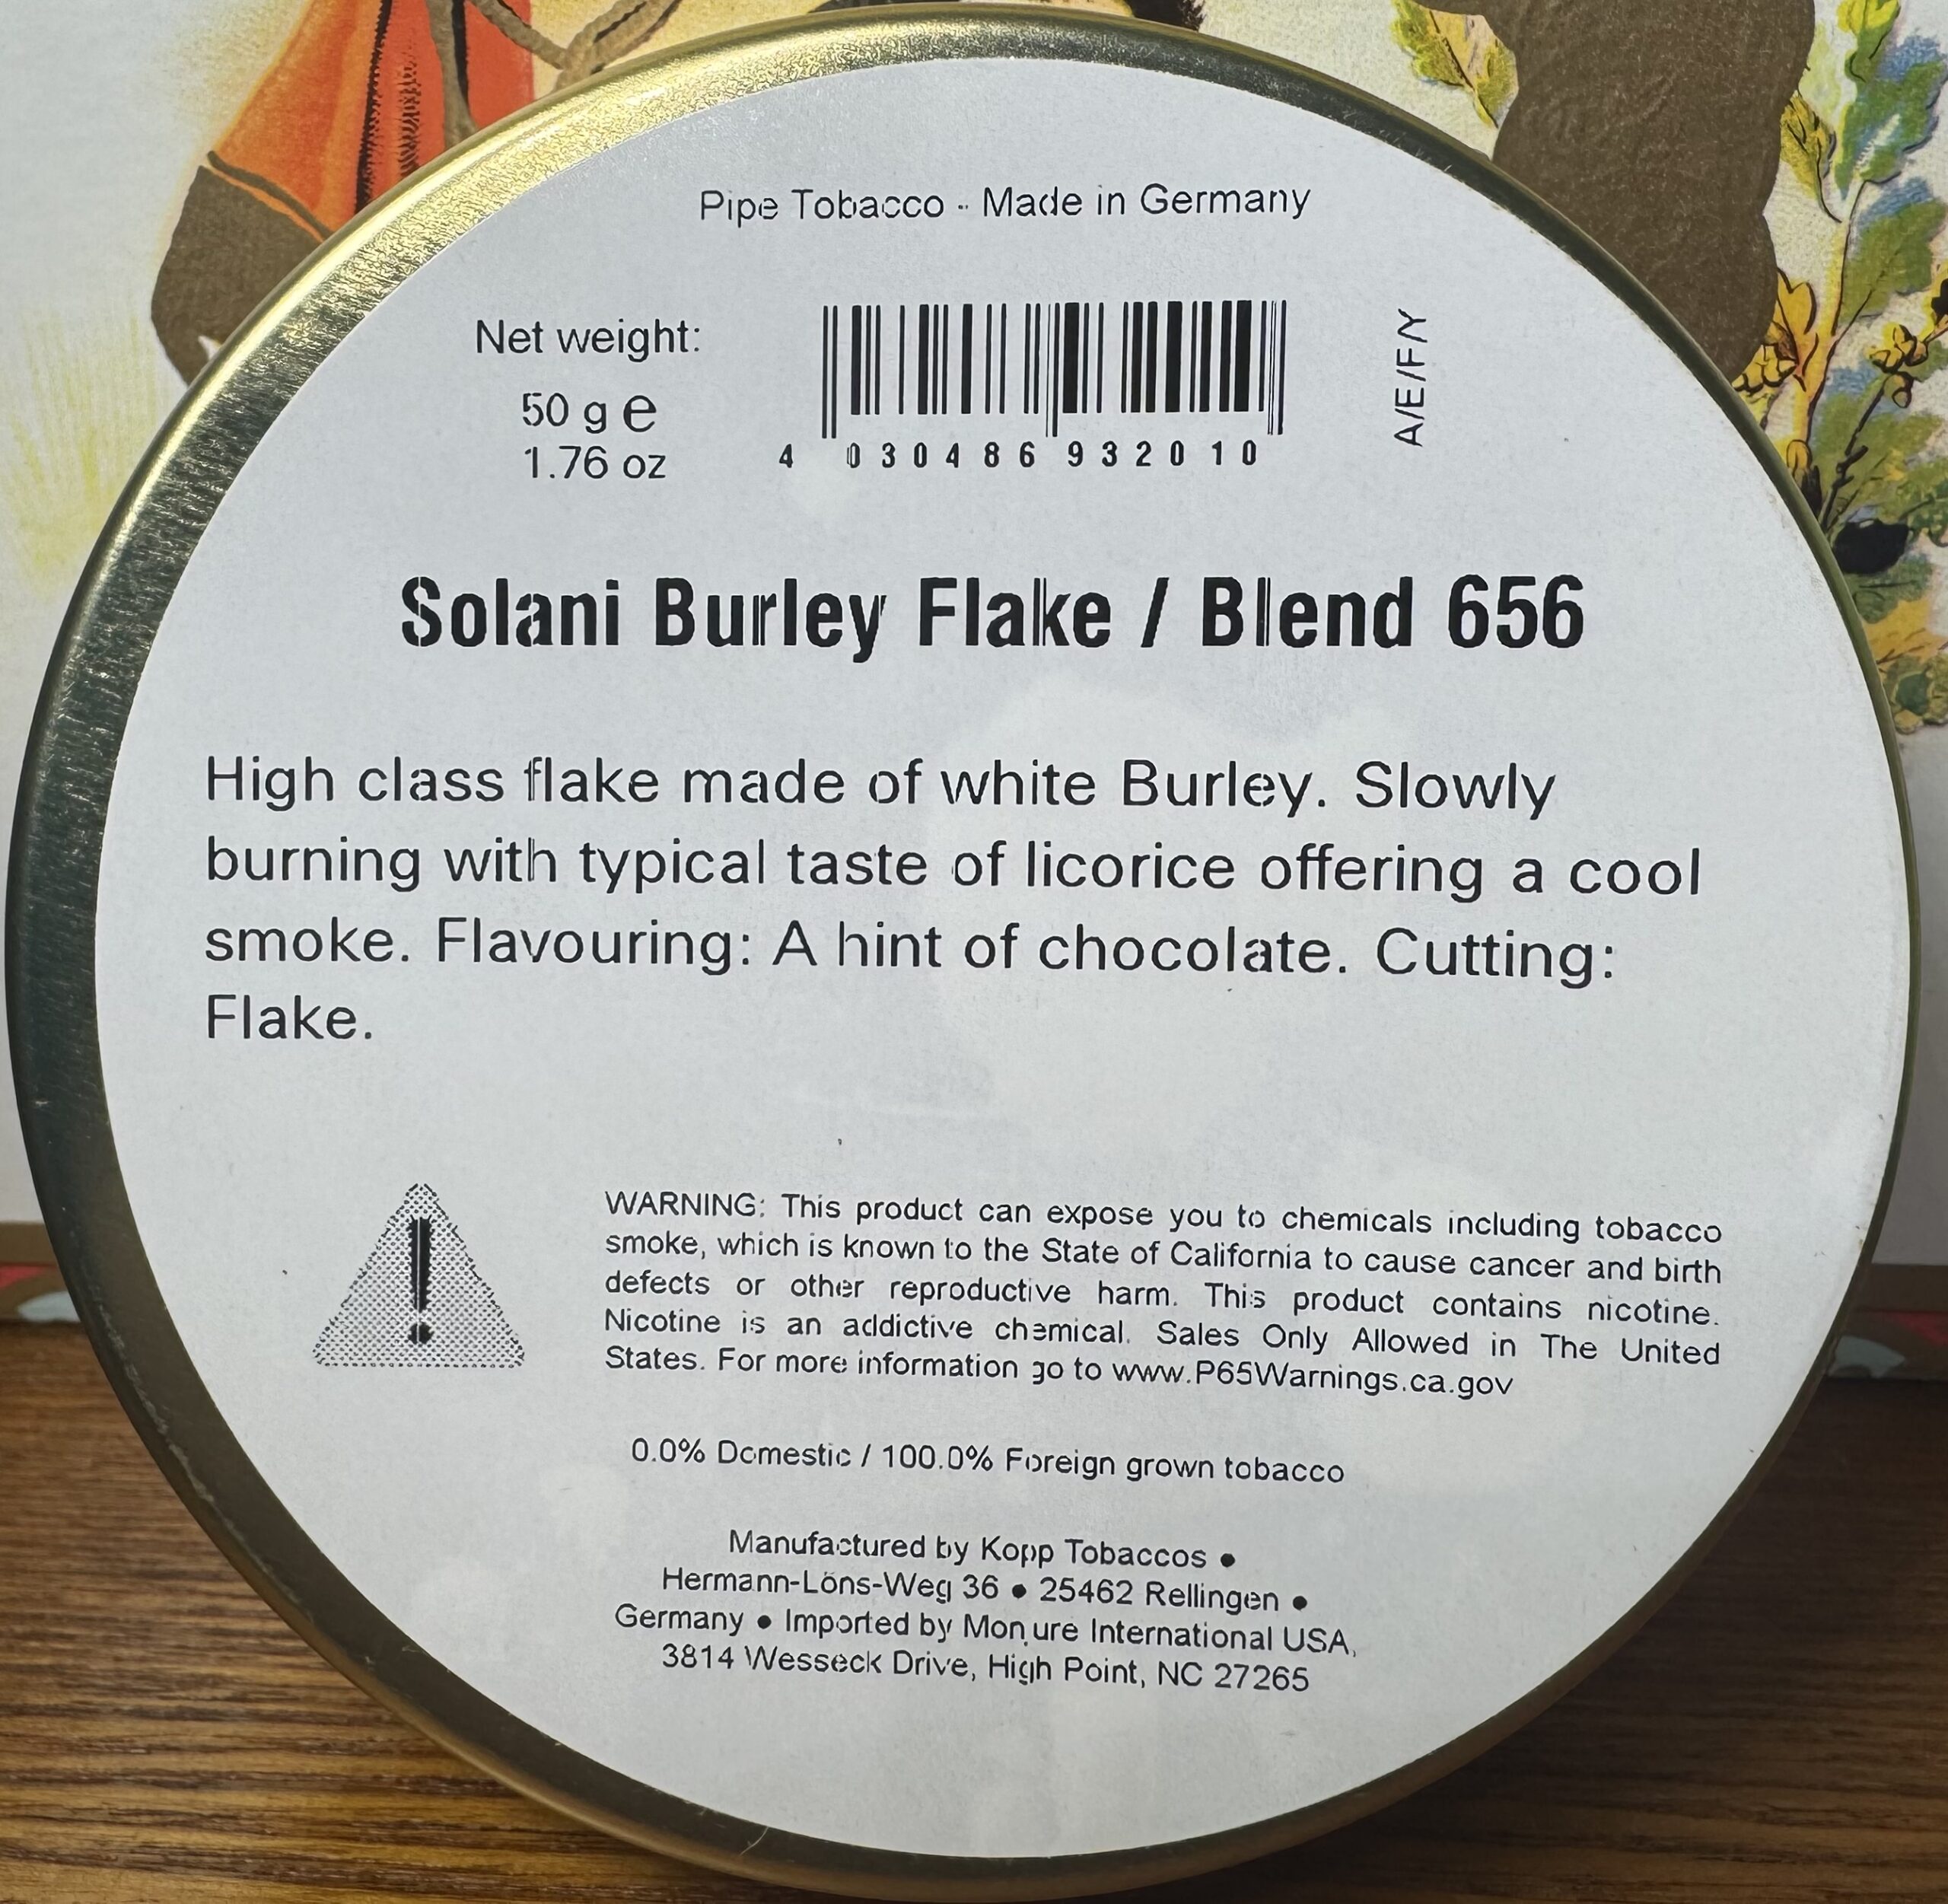 Pipe Tobacco - Made in Germany
Net weight:
50 g e
1.76 oz
4 030486 932010
A/E/F/Y
Solani Burley Flake / Blend 656
High class flake made of white Burley. Slowly
burning with typical taste of licorice offering a cool
smoke. Flavouring: A hint of chocolate. Cutting:
Flake.
WARNING: This product can expose you to chemicals including tobacco
smoke, which is known to the State of California to cause cancer and birth
defects or other reproductive harm. This product contains nicotine.
Nicotine is an addictive chemical. Sales Only Allowed in The United
States. For more information go to www.P65Warnings.ca.gov
0.0% Domestic / 100.0% Foreign grown tobacco
Manufactured by Kopp Tobaccos •
Hermann-Löns-Weg 36 • 25462 Rellingen •
Germany • Imported by International USA,
3814 Wesseck Drive, High Point, NC 27265